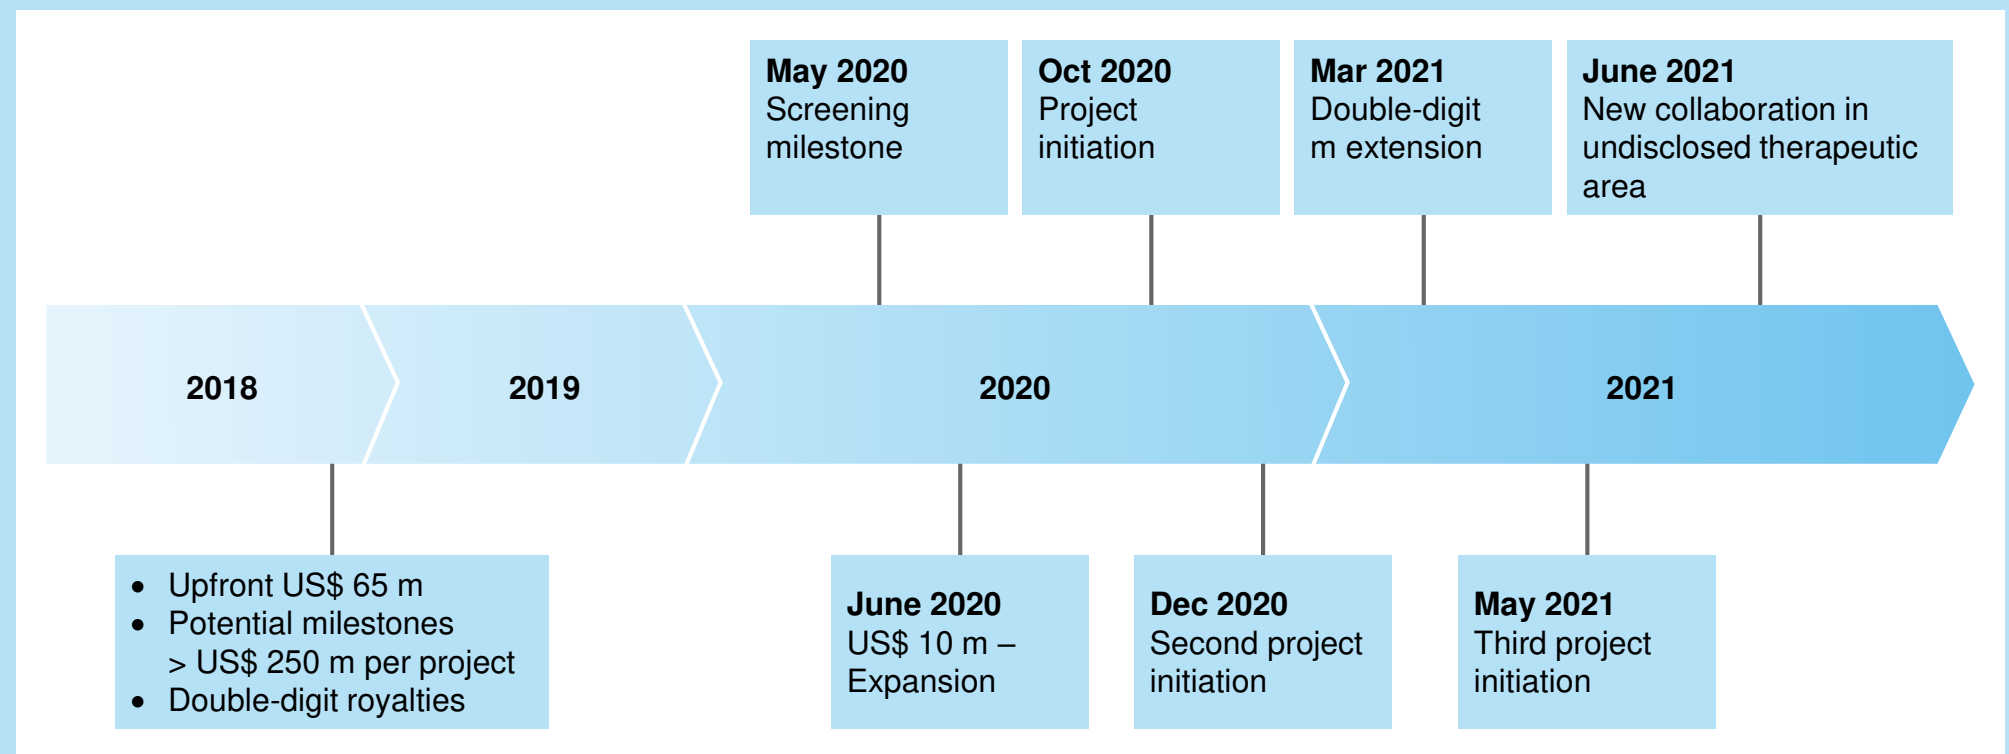 May 2020
Screening
milestone
Oct 2020
Project
initiation
Mar 2021
Double-digit
m extension
June 2021
New collaboration in
undisclosed therapeutic
area
2018
2019
2020
2021
• Upfront US$ 65 m
• Potential milestones
> US$ 250 m per project
• Double-digit royalties
June 2020
US$ 10 m –
Expansion
Dec 2020
Second project
initiation
May 2021
Third project
initiation